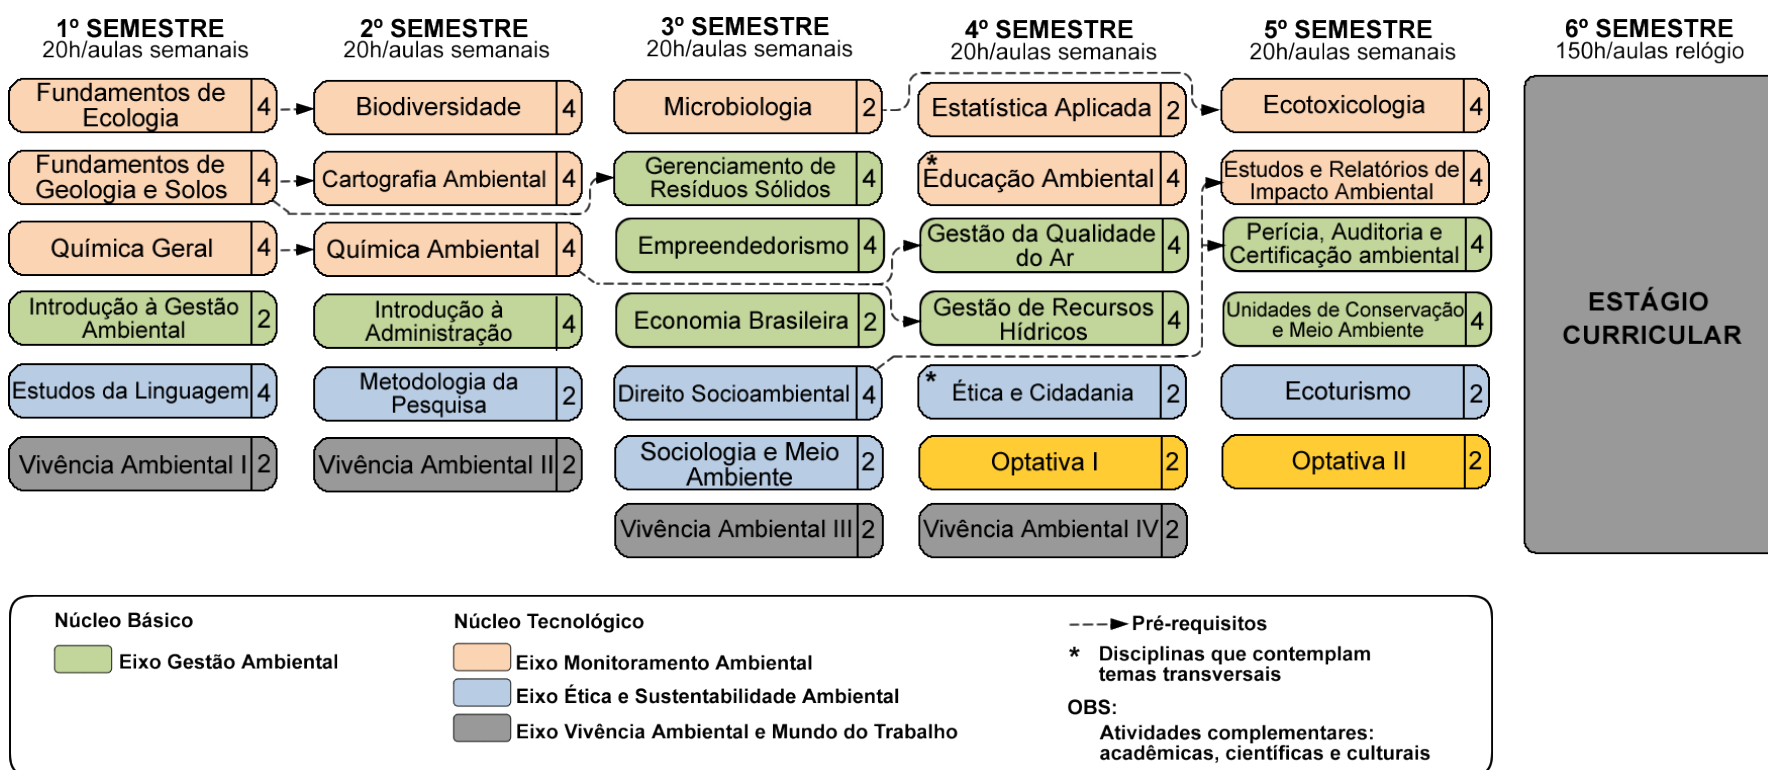 1º SEMESTRE
20h/aulas semanais
Fundamentos de
Ecologia
4
Fundamentos de
Geologia e Solos
4
Química Geral
4
Introdução à Gestão
Ambiental
2
Estudos da Linguagem
4
Vivência Ambiental I
2
2º SEMESTRE
20h/aulas semanais
Biodiversidade
4
Cartografia Ambiental
4
Química Ambiental
4
Introdução à
Administração
4
Metodologia da
Pesquisa
2
Vivência Ambiental II
2
3º SEMESTRE
20h/aulas semanais
Microbiologia
2
Gerenciamento de
Resíduos Sólidos
4
Empreendedorismo
4
Economia Brasileira
2
Direito Socioambiental
4
Sociologia e Meio
Ambiente
2
Vivência Ambiental III
2
4º SEMESTRE
20h/aulas semanais
Estatística Aplicada
2
*
Educação Ambiental
4
Gestão da Qualidade
do Ar
4
Gestão de Recursos
Hídricos
4
* Ética e Cidadania
2
Optativa I
2
Vivência Ambiental IV
2
5º SEMESTRE
20h/aulas semanais
Ecotoxicologia
4
Estudos e Relatórios de
Impacto Ambiental
4
Perícia, Auditoria e
Certificação ambiental
4
Unidades de Conservação
e Meio Ambiente
4
Ecoturismo
2
Optativa II
2
6º SEMESTRE
150h/aulas relógio
ESTÁGIO
CURRICULAR
Núcleo Básico
Eixo Gestão Ambiental
Núcleo Tecnológico
Eixo Monitoramento Ambiental
Eixo Ética e Sustentabilidade Ambiental
Eixo Vivência Ambiental e Mundo do Trabalho
Pré-requisitos
* Disciplinas que contemplam
temas transversais
OBS:
Atividades complementares:
acadêmicas, científicas e culturais